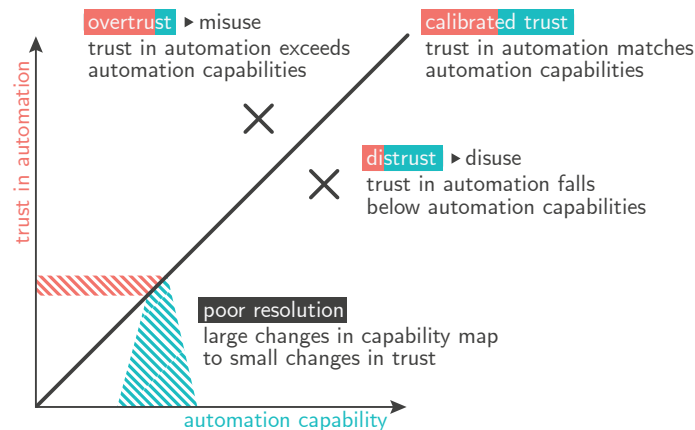 overtrust ▸ misuse
trust in automation exceeds
automation capabilities
calibrated trust
trust in automation matches
automation capabilities
distrust ▸ disuse
trust in automation falls
below automation capabilities
trust in automation
poor resolution
large changes in capability map
to small changes in trust
automation capability